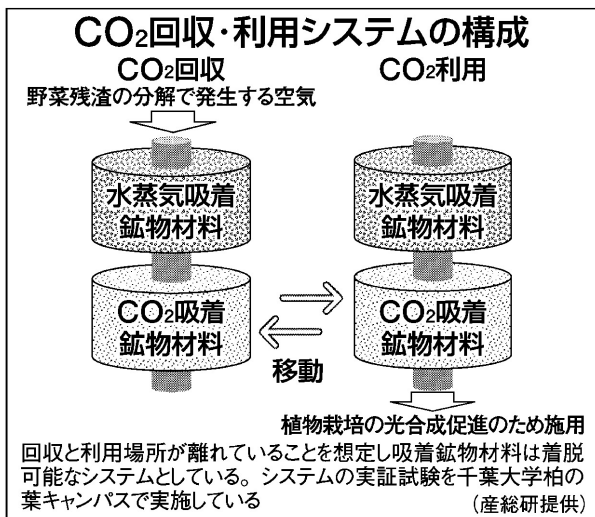 CO2回収・利用システムの構成
CO2回収
CO2利用
野菜残渣の分解で発生する空気
水蒸気吸着
鉱物材料
水蒸気吸着
鉱物材料
CO2吸着
鉱物材料
CO2吸着
鉱物材料
移動
植物栽培の光合成促進のため施用
回収と利用場所が離れていることを想定し吸着鉱物材料は着脱
可能なシステムとしている。システムの実証試験を千葉大学柏の
葉キャンパスで実施している
(産総研提供)